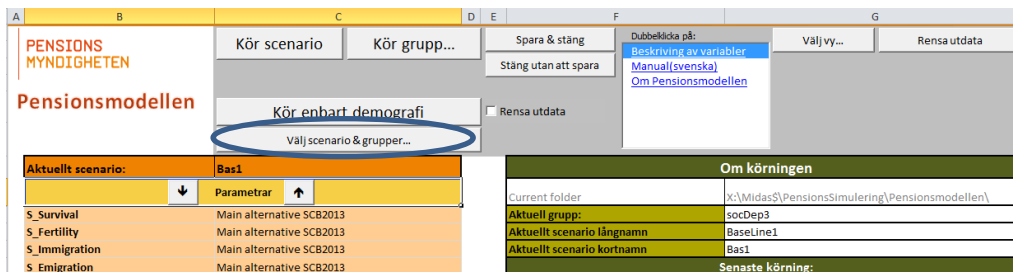 A B C D E F G
PENSIONS
MYNDIGHETEN
Pensionsmodellen
Kör scenario Kör grupp...
Kör enbart demografi
Välj scenario & grupper...
Spara & stäng
Stäng utan att spara
Rensa utdata
Dubbelklicka på:
Beskriving av variabler
Manual(svenska)
Om Pensionsmodellen
Välj vy... Rensa utdata
Aktuellt scenario: Bas1
Parametrar
S_Survival Main alternative SCB2013
S_Fertility Main alternative SCB2013
S_Immigration Main alternative SCB2013
S_Emigration Main alternative SCB2013
Om körningen
Current folder X:\Midas$\PensionsSimulering\Pensionsmodellen\
Aktuell grupp: socDep3
Aktuellt scenario långnamn BaseLine1
Aktuellt scenario kortnamn Bas1
Senaste körning: